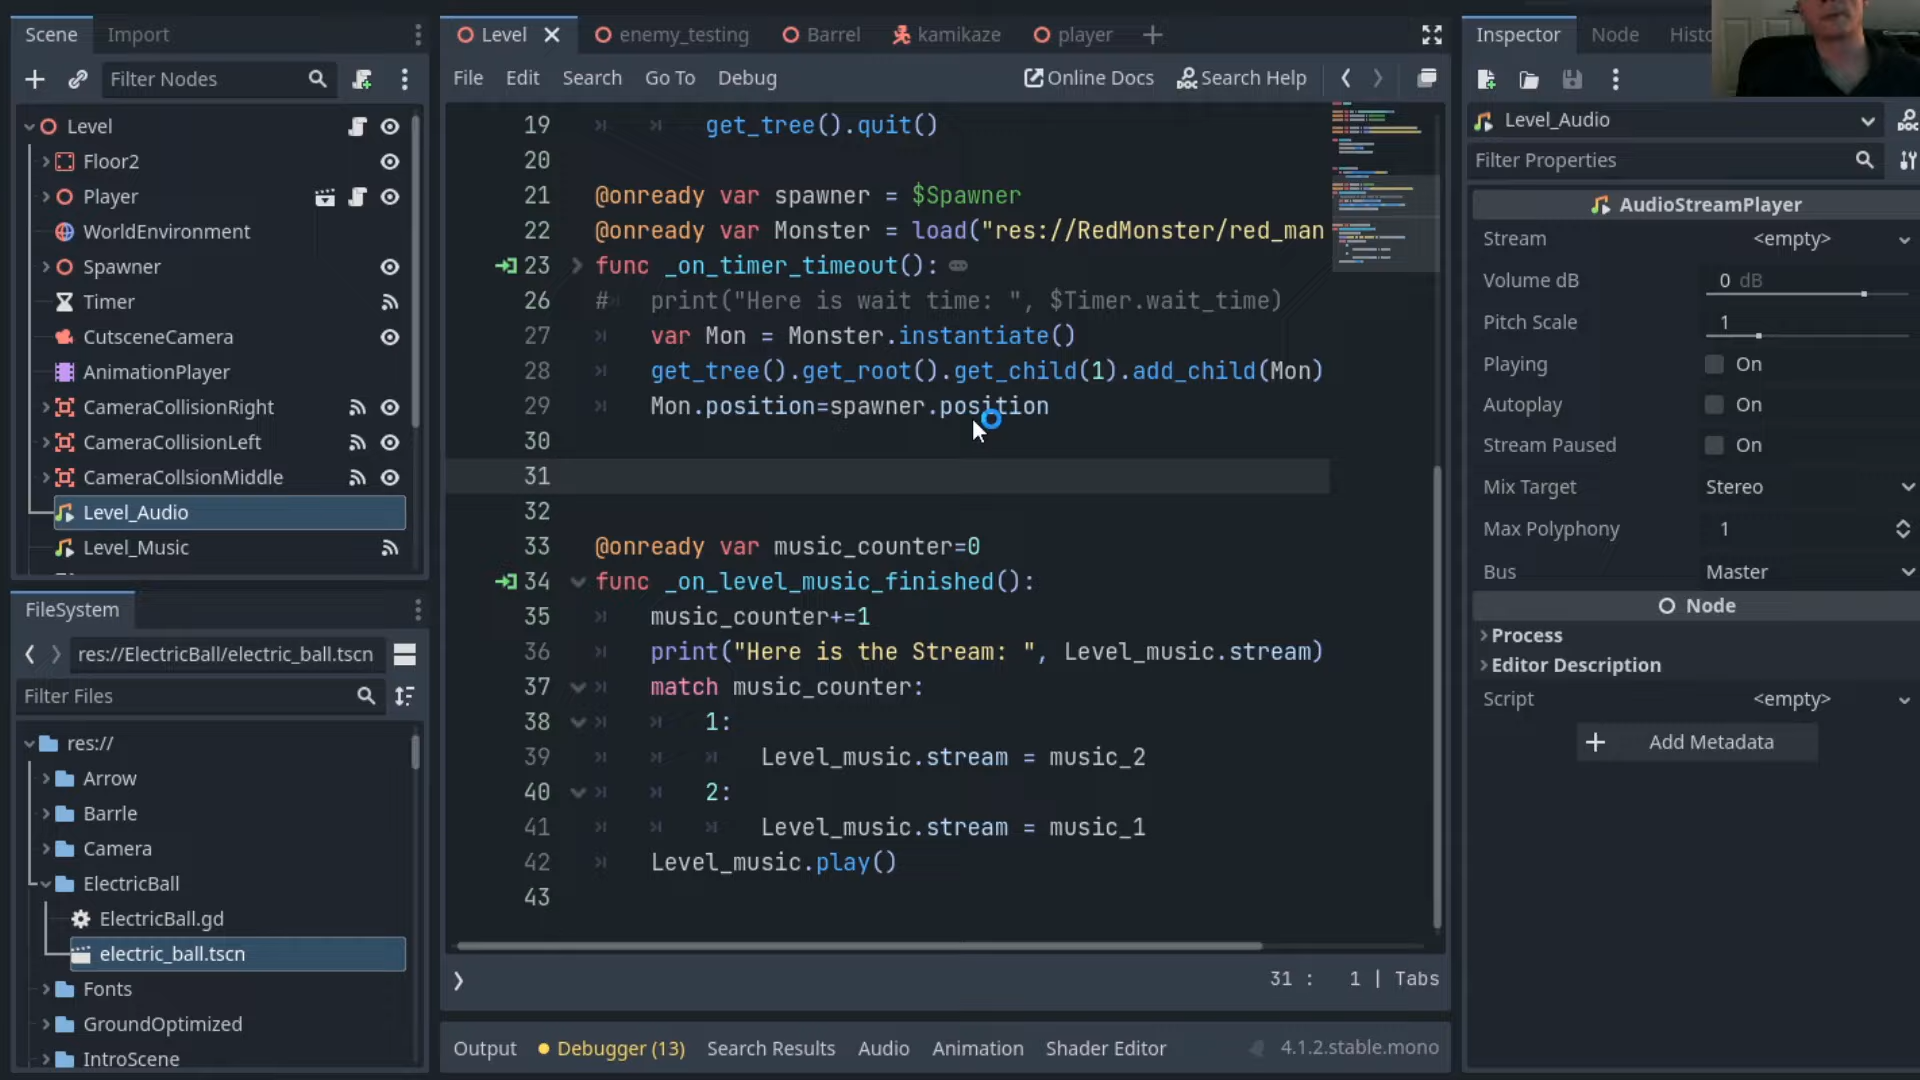 Scene Import
Filter Nodes
Level
Floor2
Player
WorldEnvironment
Spawner
Timer
CutsceneCamera
AnimationPlayer
CameraCollisionRight
CameraCollisionLeft
CameraCollsionMiddle
Level_Audio
Level_Music
FileSystem
res://ElectricBall/electric_ball.tscn
Filter Files
res://
Arrow
Barrle
Camera
ElectricBall
ElectricBall.gd
electric_ball.tscn
Fonts
GroundOptimized
IntroScene
Level enemy_testing Barrel kamikaze player
File Edit Search Go To Debug Online Docs Search Help
19 get_tree().quit()
20
21 @onready var spawner = $Spawner
22 @onready var Monster = load("res://RedMonster/red_man
23 func _on_timer_timeout():
26 # print("Here is wait time: ", $Timer.wait_time)
27 var Mon = Monster.instantiate()
28 get_tree().get_root().get_child(1).add_child(Mon)
29 Mon.position=spawner.position
30
31
32
33 @onready var music_counter=0
34 func _on_level_music_finished():
35 music_counter+=1
36 print("Here is the Stream: ", Level_music.stream)
37 match music_counter:
38 1:
39 Level_music.stream = music_2
40 2:
41 Level_music.stream = music_1
42 Level_music.play()
43
31 : 1 | Tabs
Output Debugger (13) Search Results Audio Animation Shader Editor 4.1.2.stable.mono
Inspector Node Histo
Level_Audio
Filter Properties
AudioStreamPlayer
Stream <empty>
Volume dB 0 dB
Pitch Scale 1
Playing On
Autoplay On
Stream Paused On
Mix Target Stereo
Max Polyphony 1
Bus Master
Node
Process
Editor Description
Script <empty>
Add Metadata